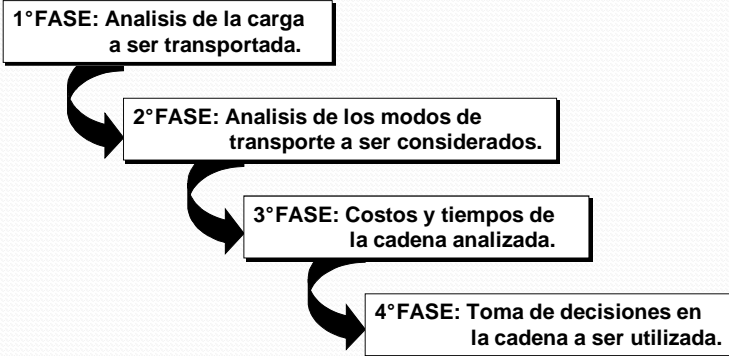 1°FASE: Analisis de la carga
a ser transportada.
2°FASE: Analisis de los modos de
transporte a ser considerados.
3°FASE: Costos y tiempos de
la cadena analizada.
4°FASE: Toma de decisiones en
la cadena a ser utilizada.